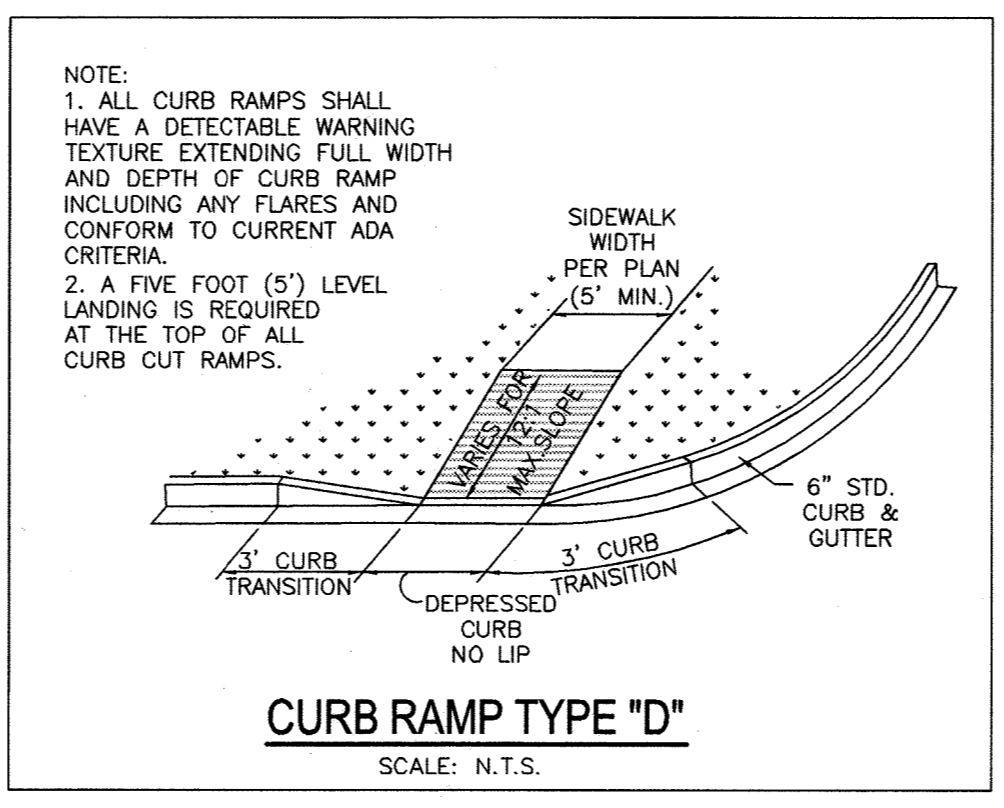 NOTE:
1. ALL CURB RAMPS SHALL
HAVE A DETECTABLE WARNING
TEXTURE EXTENDING FULL WIDTH
AND DEPTH OF CURB RAMP
INCLUDING ANY FLARES AND
CONFORM TO CURRENT ADA
CRITERIA.
2. A FIVE FOOT (5') LEVEL
LANDING IS REQUIRED
AT THE TOP OF ALL
CURB CUT RAMPS.
SIDEWALK
WIDTH
PER PLAN
(5' MIN.)
VARIES FOR
12:1
MAX.SLOPE
6" STD.
CURB &
GUTTER
3' CURB
TRANSITION
3' CURB
TRANSITION
DEPRESSED
CURB
NO LIP
CURB RAMP TYPE "D"
SCALE: N.T.S.